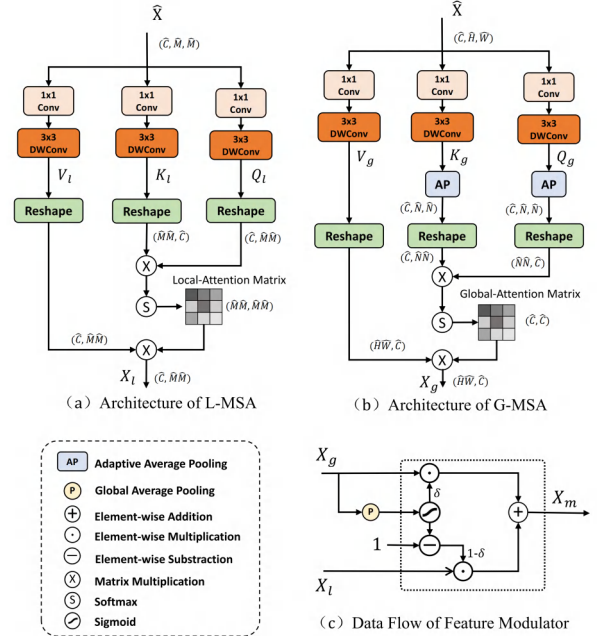 X̂
(Ĉ, M̂, M̂)
1x1 Conv
1x1 Conv
1x1 Conv
3x3 DWConv
3x3 DWConv
3x3 DWConv
V_l
K_l
Q_l
Reshape
Reshape
Reshape
(M̂M̂, Ĉ)
(Ĉ, M̂M̂)
X
Local-Attention Matrix
S
(M̂M̂, M̂M̂)
(Ĉ, M̂M̂)
X
X_l
(Ĉ, M̂M̂)
(a) Architecture of L-MSA
X̂
(Ĉ, Ĥ, Ŵ)
1x1 Conv
1x1 Conv
1x1 Conv
3x3 DWConv
3x3 DWConv
3x3 DWConv
V_g
K_g
Q_g
AP
AP
(Ĉ, N̂, N̂)
(Ĉ, N̂, N̂)
Reshape
Reshape
Reshape
(Ĉ, N̂N̂)
(N̂N̂, Ĉ)
X
Global-Attention Matrix
S
(Ĉ, Ĉ)
(ĤŴ, Ĉ)
X
X_g
(ĤŴ, Ĉ)
(b) Architecture of G-MSA
AP Adaptive Average Pooling
P Global Average Pooling
+ Element-wise Addition
⊙ Element-wise Multiplication
− Element-wise Substraction
X Matrix Multiplication
S Softmax
Sigmoid
X_g
P
δ
1
−
1-δ
+
X_m
X_l
(c) Data Flow of Feature Modulator